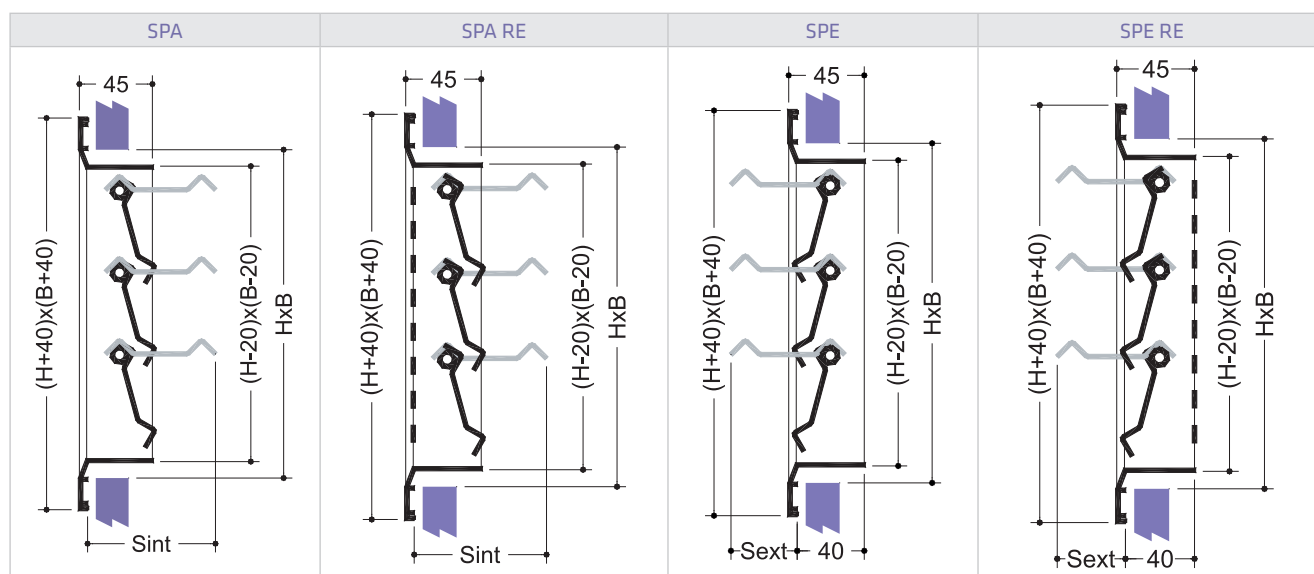 SPA
SPA RE
SPE
SPE RE
45
(H+40)x(B+40)
(H-20)x(B-20)
HxB
Sint
45
(H+40)x(B+40)
(H-20)x(B-20)
HxB
Sint
45
(H+40)x(B+40)
(H-20)x(B-20)
HxB
Sext
40
45
(H+40)x(B+40)
(H-20)x(B-20)
HxB
Sext
40